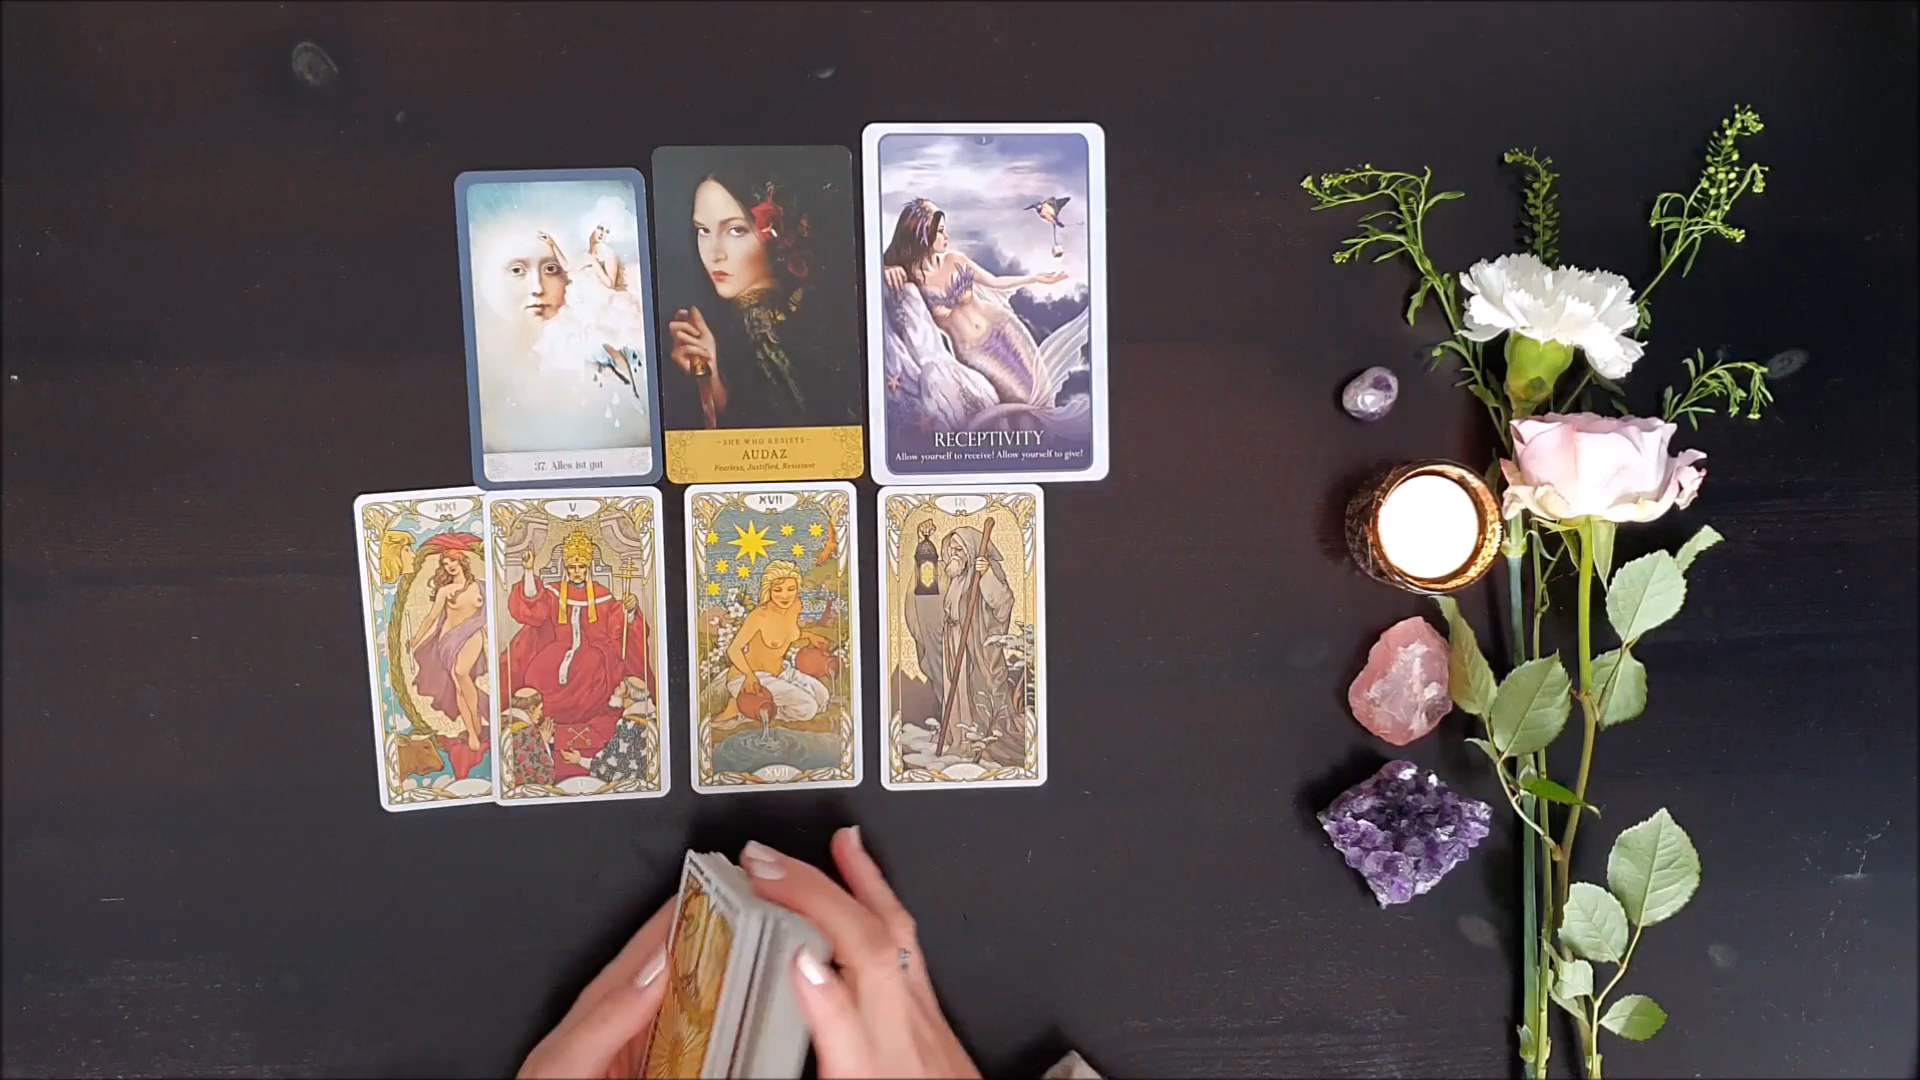 37. Alles ist gut
~SHE WHO RESISTS~
AUDAZ
Fearless, Justified, Resistant
RECEPTIVITY
Allow yourself to receive! Allow yourself to give!
XXI
V
XVII
IX
XVII